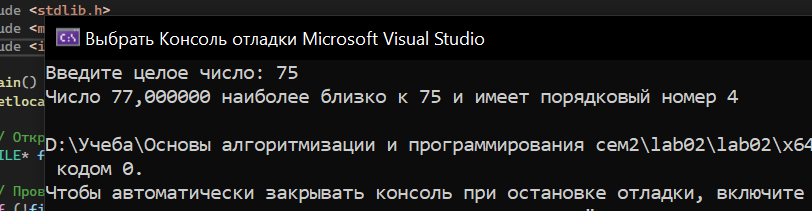 ude <stdlib.h>
ude <m
ude <i
Выбрать Консоль отладки Microsoft Visual Studio
Введите целое число: 75
ain()
Число 77,000000 наиболее близко к 75 и имеет порядковый номер 4
etloca
/ Откр
D:\Учеба\Основы алгоритмизации и программирования сем2\lab02\lab02\x64
ILE* f
кодом 0.
/ Пров
Чтобы автоматически закрывать консоль при остановке отладки, включите
f (!fi